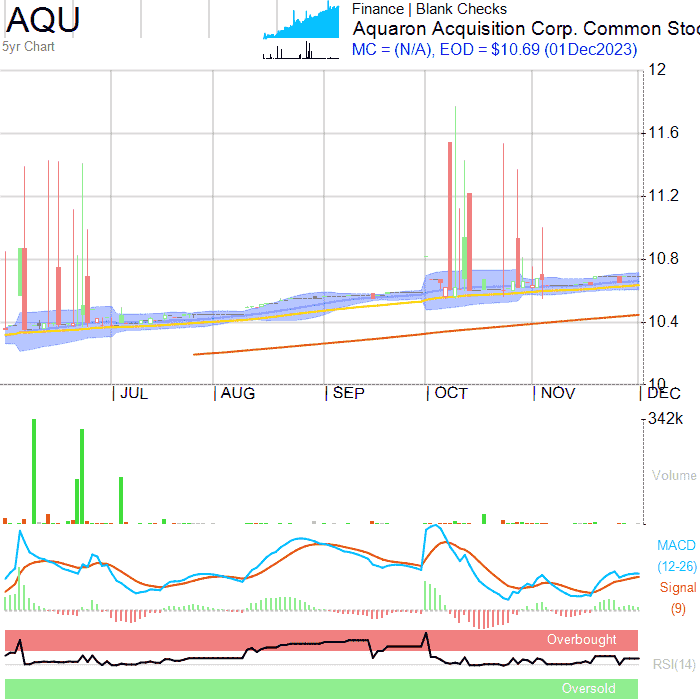 AQU
5yr Chart
Finance | Blank Checks
Aquaron Acquisition Corp. Common Stoc
MC = (N/A), EOD = $10.69 (01Dec2023)
12
11.6
11.2
10.8
10.4
10
JUL
AUG
SEP
OCT
NOV
DEC
342k
Volume
MACD
(12-26)
Signal
(9)
Overbought
RSI(14)
Oversold